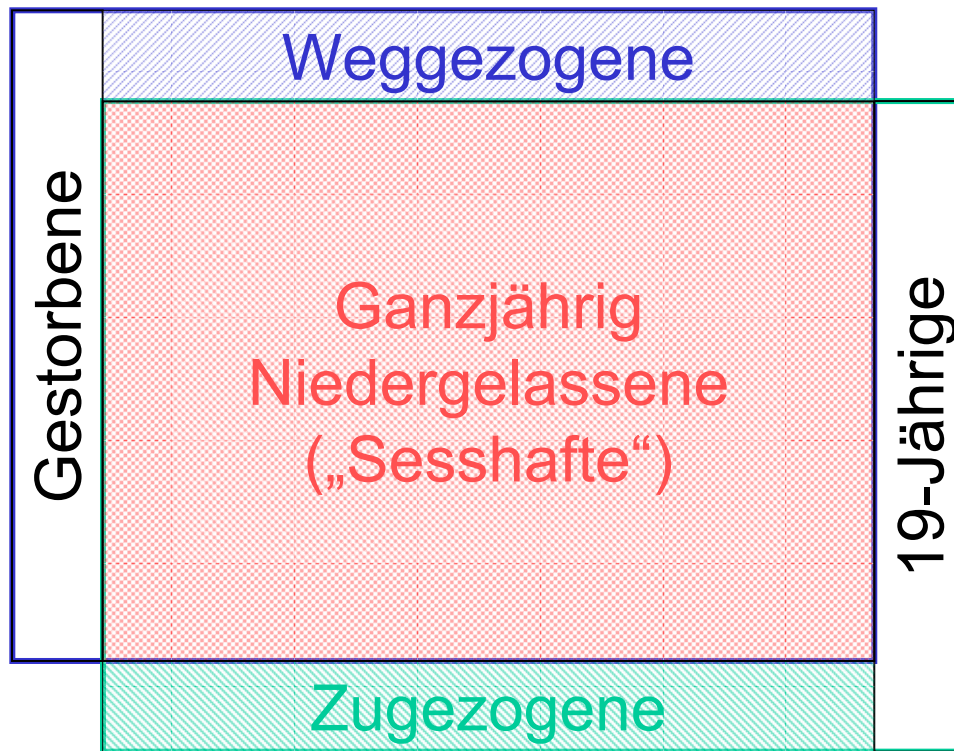 Weggezogene
Gestorbene
Ganzjährig
Niedergelassene
(„Sesshafte“)
19-Jährige
Zugezogene